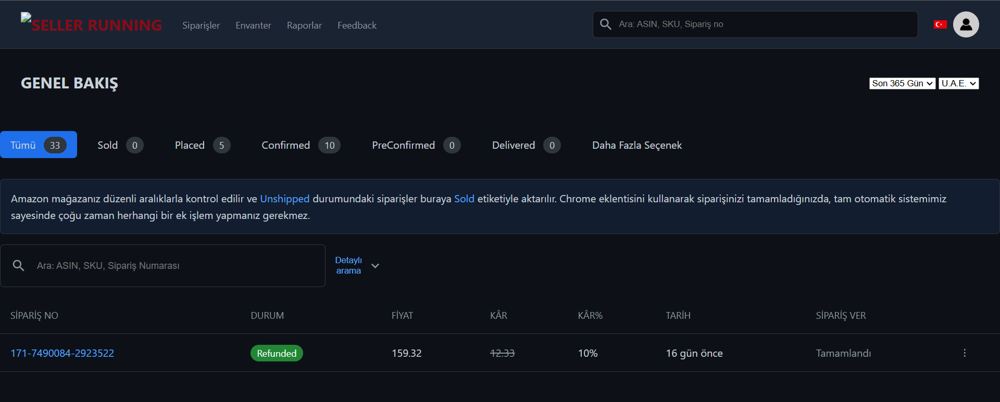 SELLER RUNNING Siparişler Envanter Raporlar Feedback Ara: ASIN, SKU, Sipariş no
GENEL BAKIŞ Son 365 Gün U.A.E.
Tümü 33 Sold 0 Placed 5 Confirmed 10 PreConfirmed 0 Delivered 0 Daha Fazla Seçenek
Amazon mağazanız düzenli aralıklarla kontrol edilir ve Unshipped durumundaki siparişler buraya Sold etiketiyle aktarılır. Chrome eklentisini kullanarak siparişinizi tamamladığınızda, tam otomatik sistemimiz
sayesinde çoğu zaman herhangi bir ek işlem yapmanız gerekmez.
Ara: ASIN, SKU, Sipariş Numarası
Detaylı
arama
SİPARİŞ NO DURUM FİYAT KÂR KÂR% TARİH SİPARİŞ VER
171-7490084-2923522 Refunded 159.32 12.33 10% 16 gün önce Tamamlandı